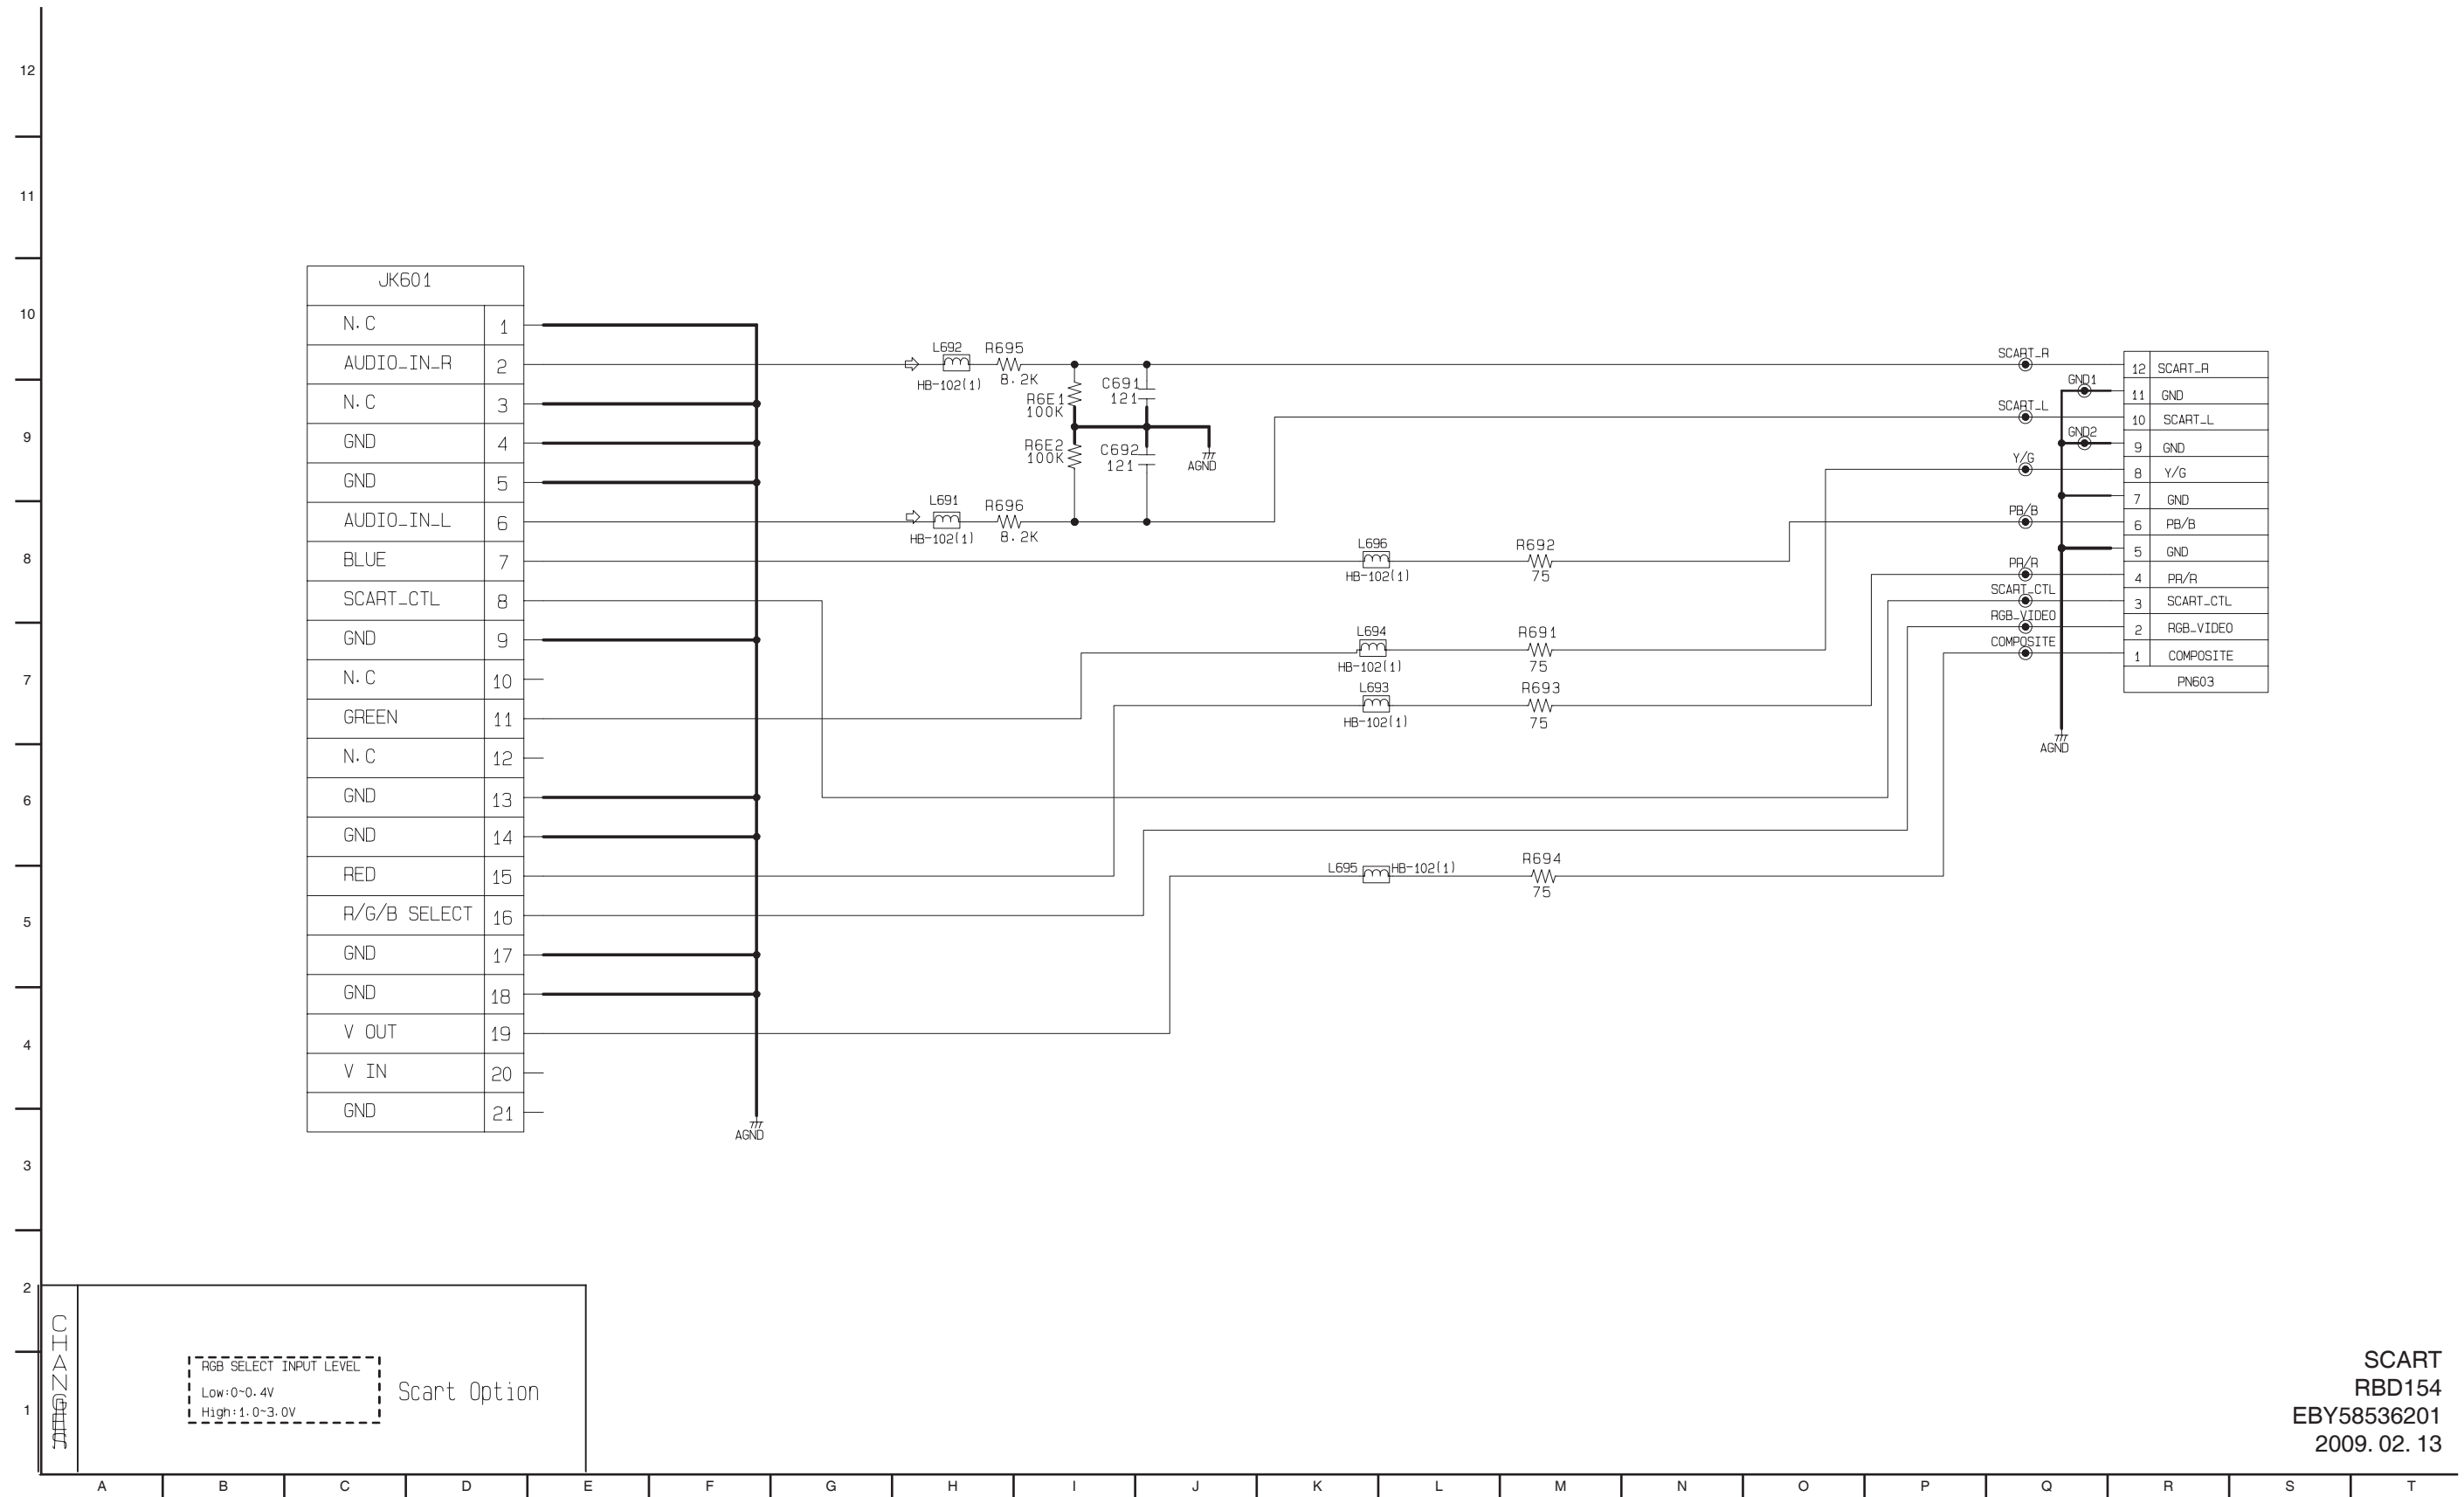 12
11
10
9
8
7
6
5
4
3
2
1
JK601
N.C 1
AUDIO_IN_R 2
N.C 3
GND 4
GND 5
AUDIO_IN_L 6
BLUE 7
SCART_CTL 8
GND 9
N.C 10
GREEN 11
N.C 12
GND 13
GND 14
RED 15
R/G/B SELECT 16
GND 17
GND 18
V OUT 19
V IN 20
GND 21
AGND
L692
HB-102(1)
R695
8.2K
R6E1
100K
C691
121
R6E2
100K
C692
121
AGND
L691
HB-102(1)
R696
8.2K
L696
HB-102(1)
R692
75
L694
HB-102(1)
R691
75
L693
HB-102(1)
R693
75
L695 HB-102(1)
R694
75
SCART_R
GND1
SCART_L
GND2
Y/G
PB/B
PR/R
SCART_CTL
RGB_VIDEO
COMPOSITE
AGND
12 SCART_R
11 GND
10 SCART_L
9 GND
8 Y/G
7 GND
6 PB/B
5 GND
4 PR/R
3 SCART_CTL
2 RGB_VIDEO
1 COMPOSITE
PN603
RGB SELECT INPUT LEVEL
Low:0~0.4V
High:1.0~3.0V
Scart Option
SCART
RBD154
EBY58536201
2009. 02. 13
A B C D E F G H I J K L M N O P Q R S T